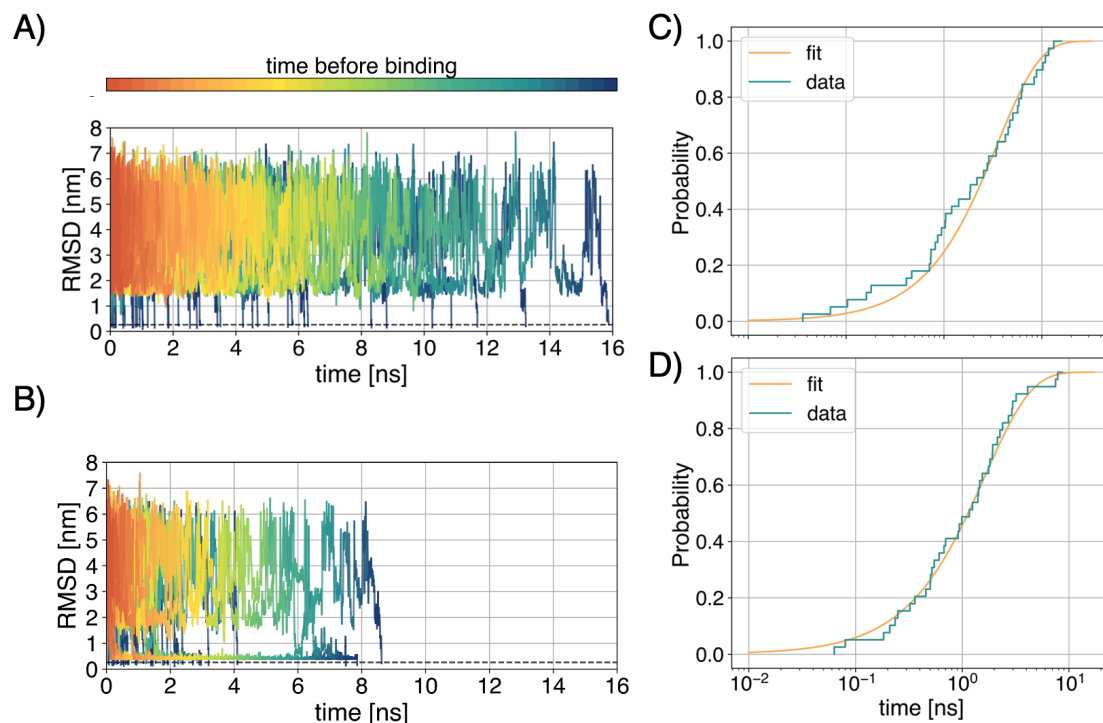 A)
time before binding
8
7
6
5
4
3
2
1
0
RMSD [nm]
0 2 4 6 8 10 12 14 16
time [ns]
B)
8
7
6
5
4
3
2
1
0
RMSD [nm]
0 2 4 6 8 10 12 14 16
time [ns]
C)
fit
data
1.0
0.8
0.6
0.4
0.2
0.0
Probability
D)
fit
data
1.0
0.8
0.6
0.4
0.2
0.0
Probability
10⁻² 10⁻¹ 10⁰ 10¹
time [ns]